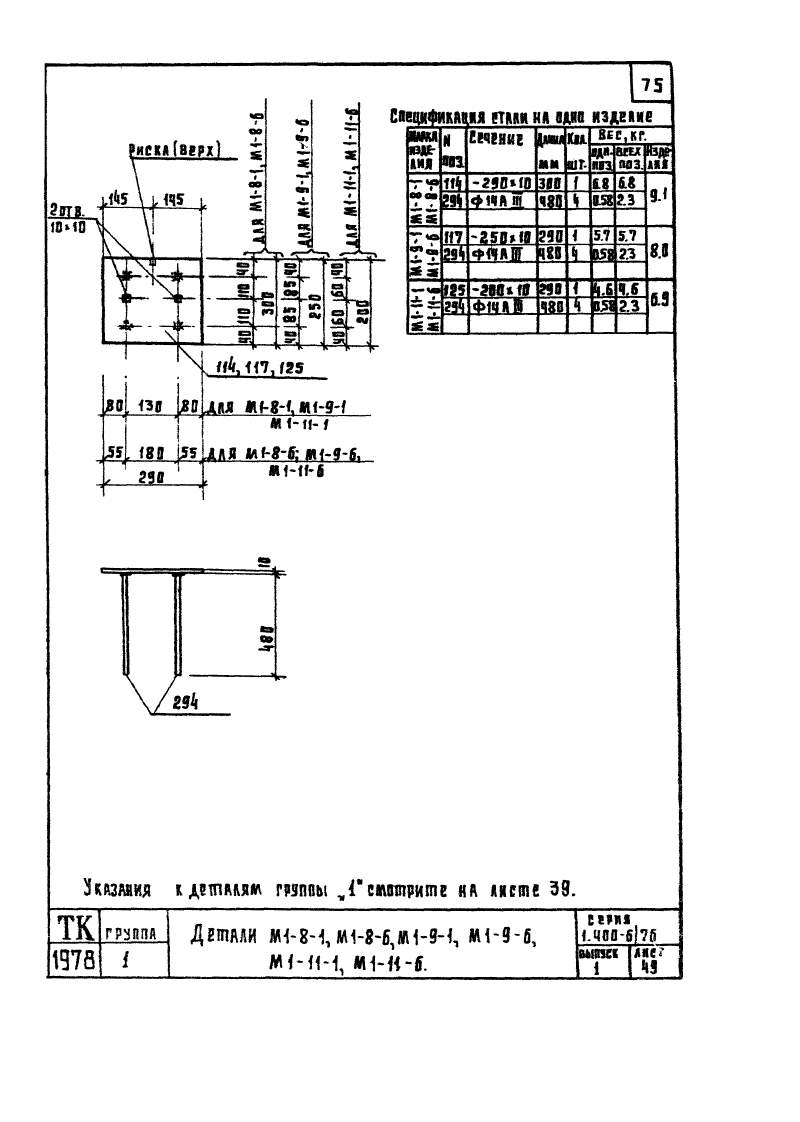 75
Спецификация стали на одно изделие
Марка изделия
N поз.
Сечение
Длина мм
Кол. шт.
Вес, кг.
Одн. поз.
Всех поз.
Изделия
М1-8-1
М1-8-6
114 -290×10 300 1 6.8 6.8
294 Ф14АIII 480 4 0.58 2.3
9.1
М1-9-1
М1-9-6
117 -250×10 290 1 5.7 5.7
294 Ф14АIII 480 4 0.58 2.3
8.0
М1-11-1
М1-11-6
125 -200×10 290 1 4.6 4.6
294 Ф14АIII 480 4 0.58 2.3
6.9
Риска (верх)
145 145
2 отв.
10×10
Для М1-8-1, М1-8-6
Для М1-9-1, М1-9-6
Для М1-11-1, М1-11-6
40 110 110 40
300
40 85 85 40
250
40 60 60 40
200
114, 117, 125
80 130 80 Для М1-8-1, М1-9-1
М1-11-1
55 180 55 Для М1-8-6; М1-9-6,
М1-11-6
290
10
480
294
Указания к деталям группы „1" смотрите на листе 39.
ТК
1978
группа
1
Детали М1-8-1, М1-8-6, М1-9-1, М1-9-6,
М1-11-1, М1-11-6.
серия
1.400-6/76
выпуск
1
лист
49